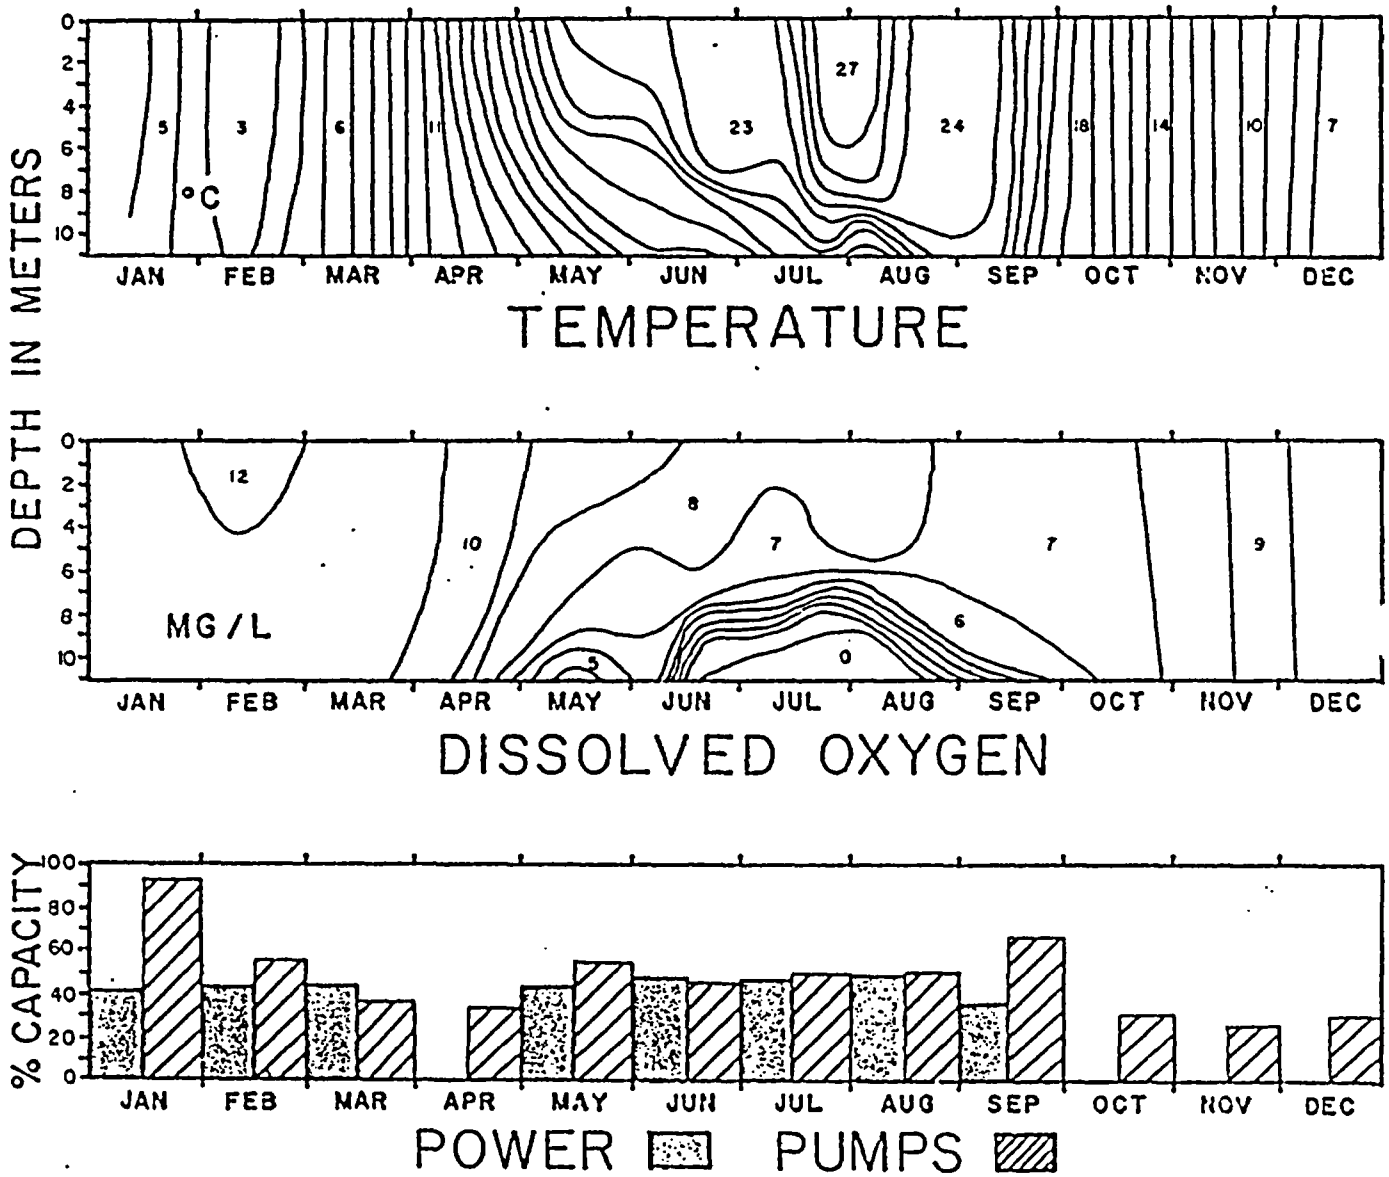 DEPTH IN METERS
0
2
4
6
8
10
5 3 6 11 23 27 24 18 14 10 7
°C
JAN FEB MAR APR MAY JUN JUL AUG SEP OCT NOV DEC
TEMPERATURE
0
2
4
6
8
10
12 10 8 7 7 9
5 0 6
MG/L
JAN FEB MAR APR MAY JUN JUL AUG SEP OCT NOV DEC
DISSOLVED OXYGEN
% CAPACITY
100
80
60
40
20
0
JAN FEB MAR APR MAY JUN JUL AUG SEP OCT NOV DEC
POWER PUMPS